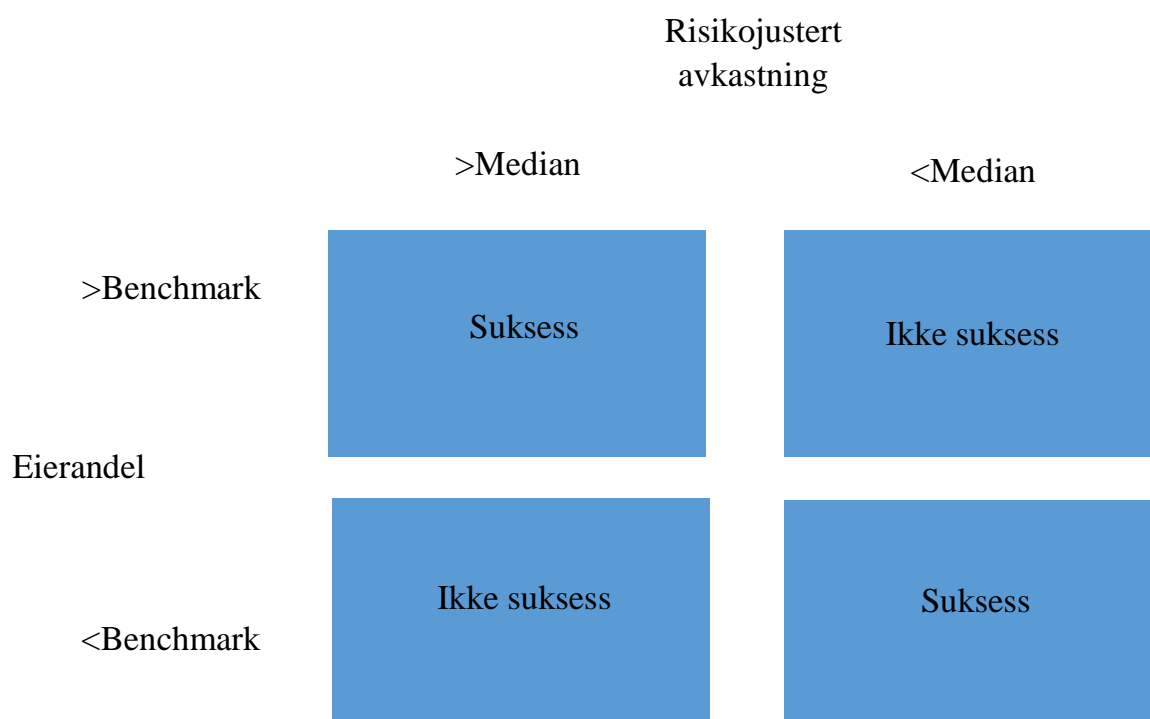 Risikojustert
avkastning
>Median
<Median
>Benchmark
Suksess
Ikke suksess
Eierandel
Ikke suksess
Suksess
<Benchmark